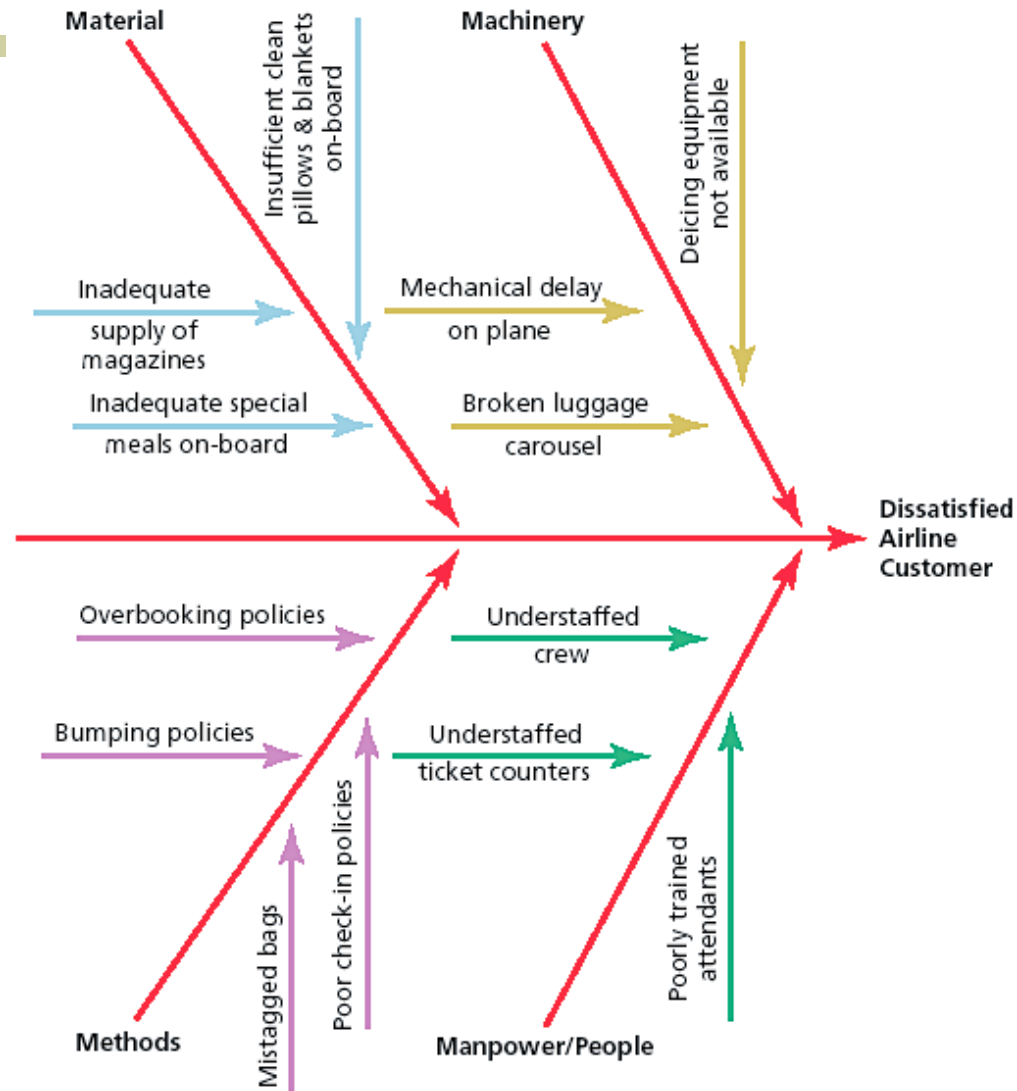 Material
Machinery
Insufficient clean
pillows & blankets
on-board
Deicing equipment
not available
Inadequate
supply of
magazines
Mechanical delay
on plane
Inadequate special
meals on-board
Broken luggage
carousel
Dissatisfied
Airline
Customer
Overbooking policies
Understaffed
crew
Bumping policies
Understaffed
ticket counters
Mistagged bags
Poor check-in policies
Poorly trained
attendants
Methods
Manpower/People